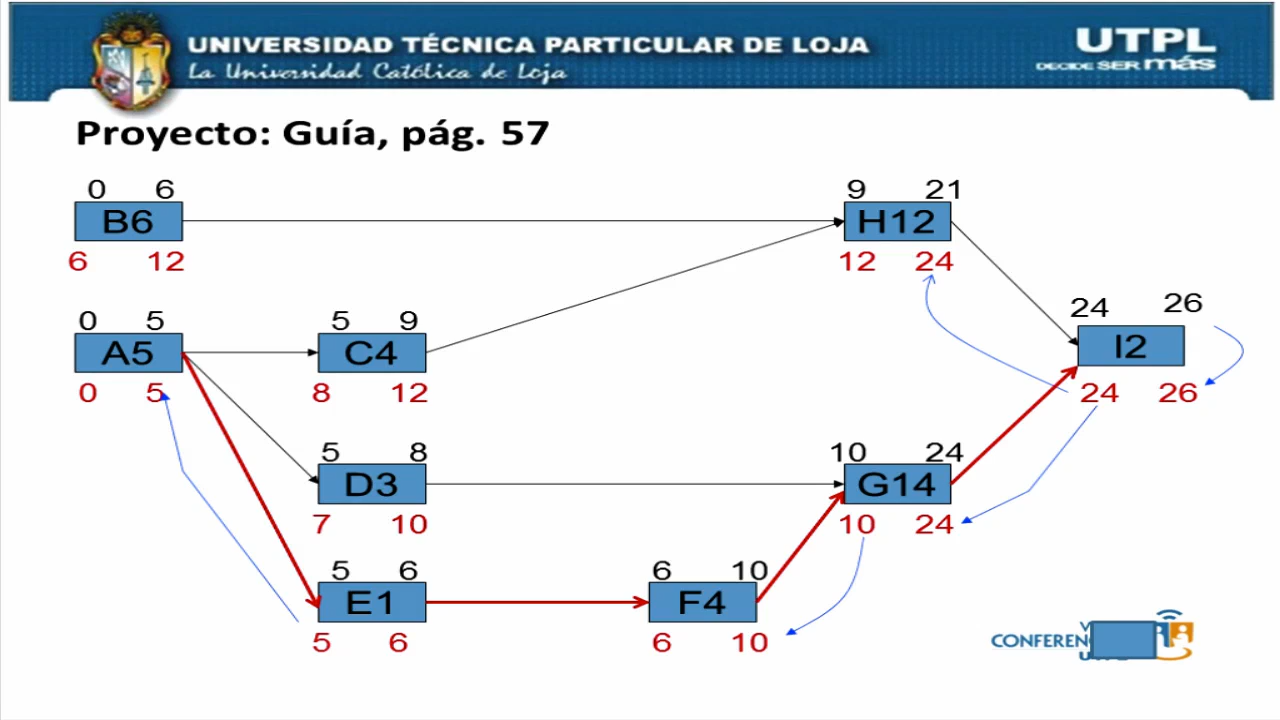 UNIVERSIDAD TÉCNICA PARTICULAR DE LOJA
La Universidad Católica de Loja
UTPL
DECIDE SER más
Proyecto: Guía, pág. 57
0 6
B6
6 12
9 21
H12
12 24
0 5
A5
0 5
5 9
C4
8 12
24 26
I2
24 26
5 8
D3
7 10
10 24
G14
10 24
5 6
E1
5 6
6 10
F4
6 10